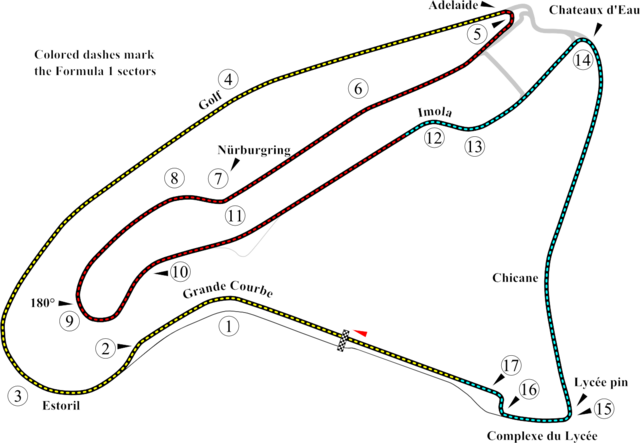 Adelaide
Chateaux d'Eau
5
Colored dashes mark
the Formula 1 sectors
14
4
6
Golf
Imola
12
13
Nürburgring
8
7
11
10
Chicane
180°
Grande Courbe
9
1
2
17
16
Lycée pin
15
3
Estoril
Complexe du Lycée